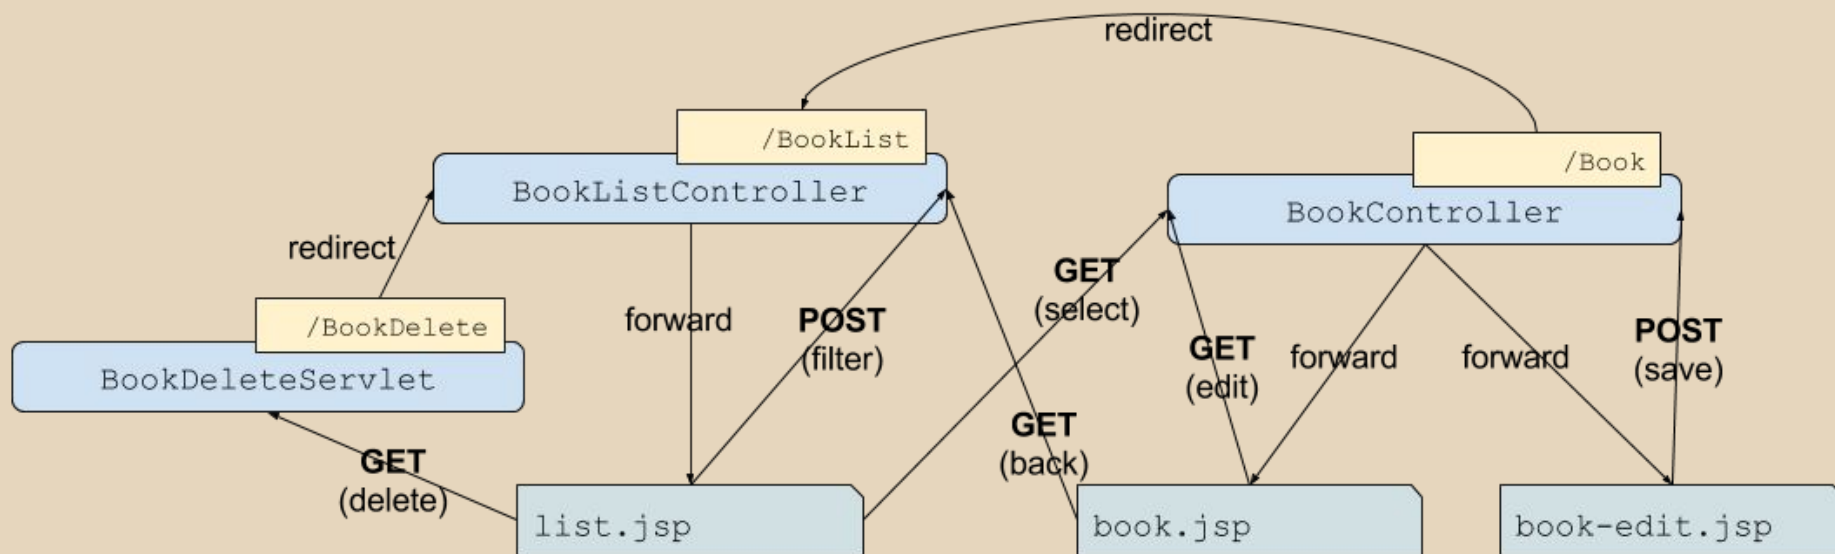 redirect
/BookList
BookListController
/Book
BookController
redirect
/BookDelete
BookDeleteServlet
forward
POST
(filter)
GET
(select)
GET
(edit)
forward
forward
POST
(save)
GET
(back)
GET
(delete)
list.jsp
book.jsp
book-edit.jsp